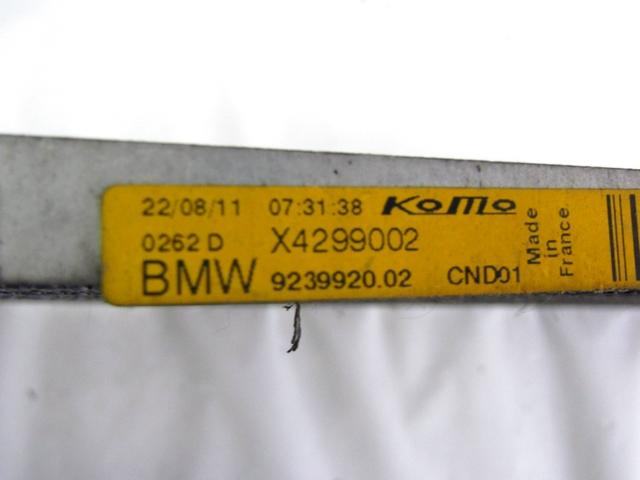 22/08/11 07:31:38 KoMo
0262 D X4299002
BMW 9239920.02 CND01
Made
in
France